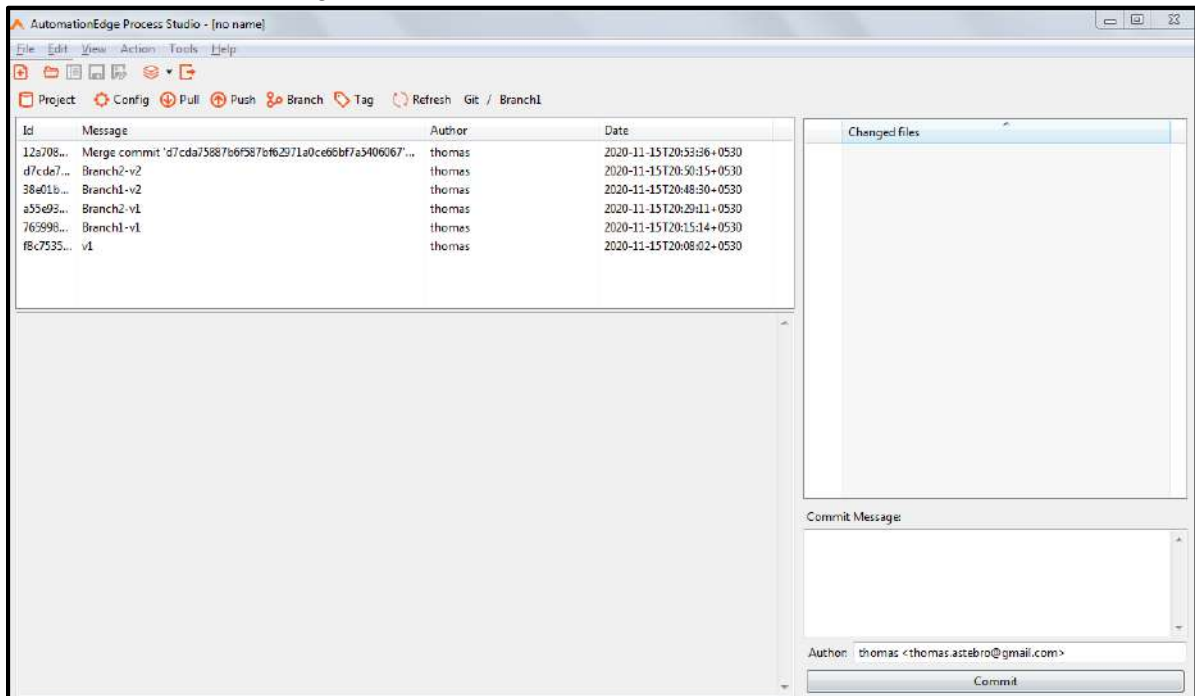 AutomationEdge Process Studio - [no name]
File Edit View Action Tools Help
Project Config Pull Push Branch Tag Refresh Git / Branch1
Id Message Author Date
12a708... Merge commit 'd7cda75887b6f587bf62971a0ce66bf7a5406067'... thomas 2020-11-15T20:53:36+0530
d7cda7... Branch2-v2 thomas 2020-11-15T20:50:15+0530
38e01b... Branch1-v2 thomas 2020-11-15T20:48:30+0530
a55e93... Branch2-v1 thomas 2020-11-15T20:29:11+0530
765998... Branch1-v1 thomas 2020-11-15T20:15:14+0530
f8c7535... v1 thomas 2020-11-15T20:08:02+0530
Changed files
Commit Message:
Author: thomas <thomas.astebro@gmail.com>
Commit